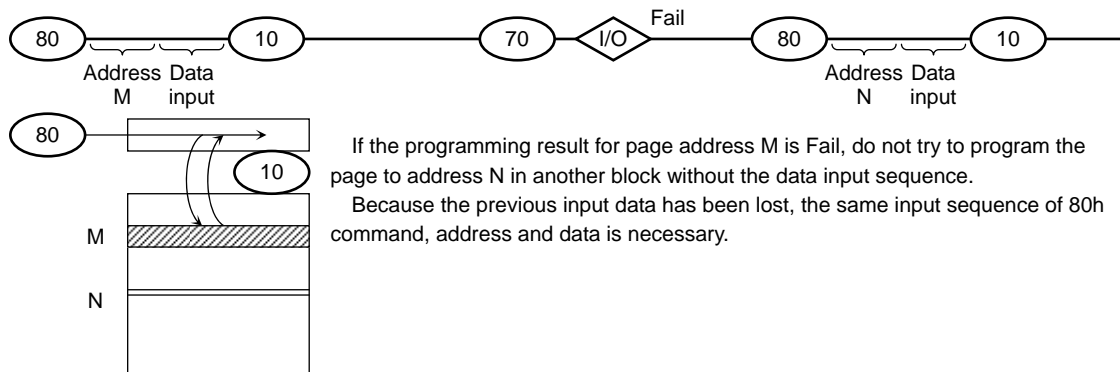 Fail
80 10 70 I/O 80 10
Address Data Address Data
M input N input
80
If the programming result for page address M is Fail, do not try to program the
10
page to address N in another block without the data input sequence.
Because the previous input data has been lost, the same input sequence of 80h
M
command, address and data is necessary.
N